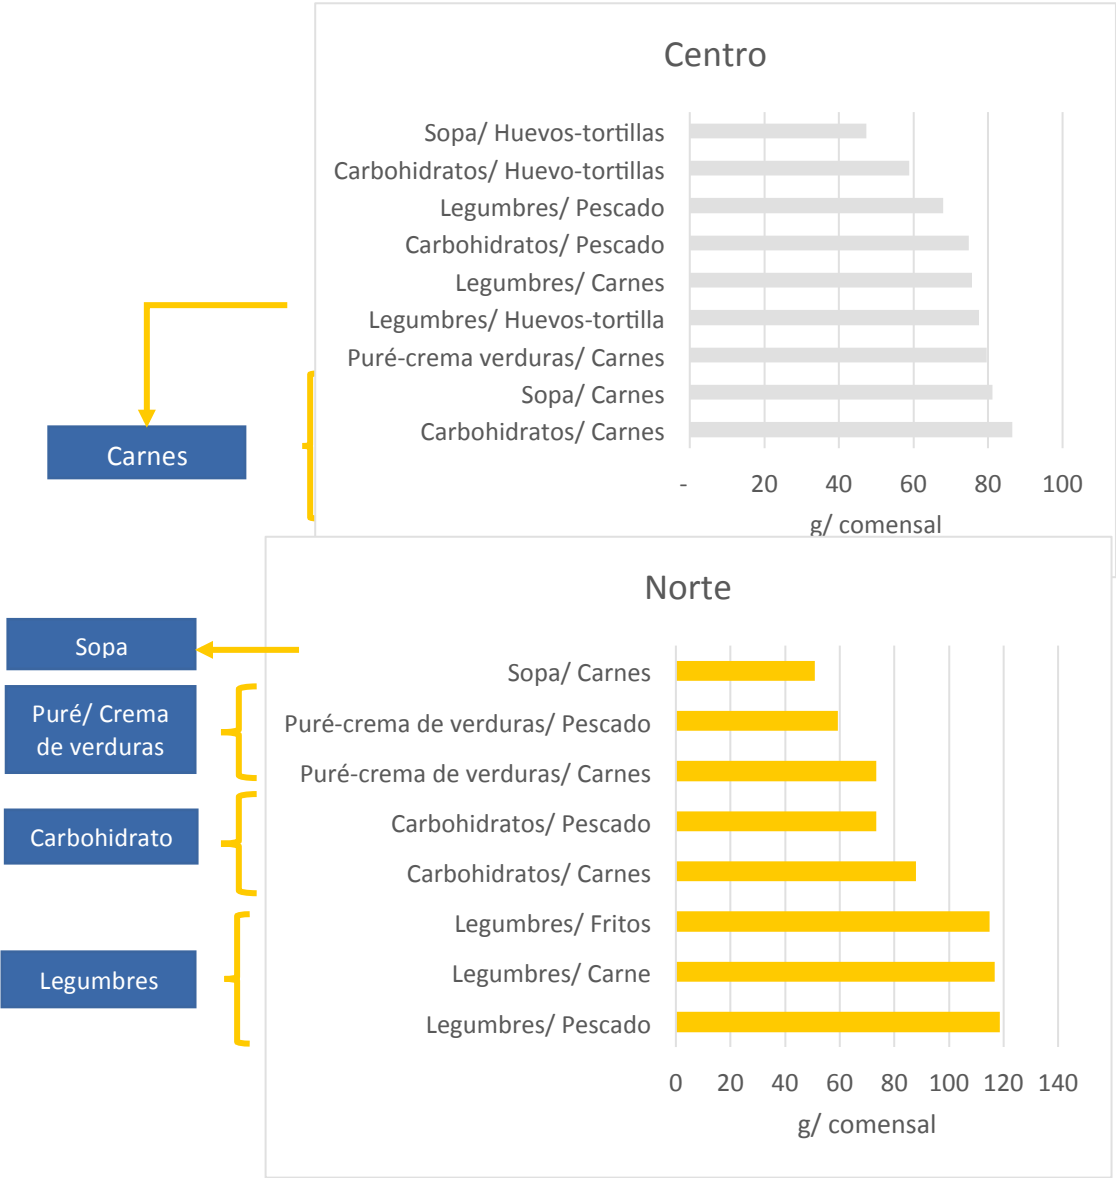 Centro
Sopa/ Huevos-tortillas
Carbohidratos/ Huevo-tortillas
Legumbres/ Pescado
Carbohidratos/ Pescado
Legumbres/ Carnes
Legumbres/ Huevos-tortilla
Puré-crema verduras/ Carnes
Sopa/ Carnes
Carbohidratos/ Carnes
- 20 40 60 80 100
g/ comensal
Carnes
Norte
Sopa/ Carnes
Puré-crema de verduras/ Pescado
Puré-crema de verduras/ Carnes
Carbohidratos/ Pescado
Carbohidratos/ Carnes
Legumbres/ Fritos
Legumbres/ Carne
Legumbres/ Pescado
0 20 40 60 80 100 120 140
g/ comensal
Sopa
Puré/ Crema
de verduras
Carbohidrato
Legumbres